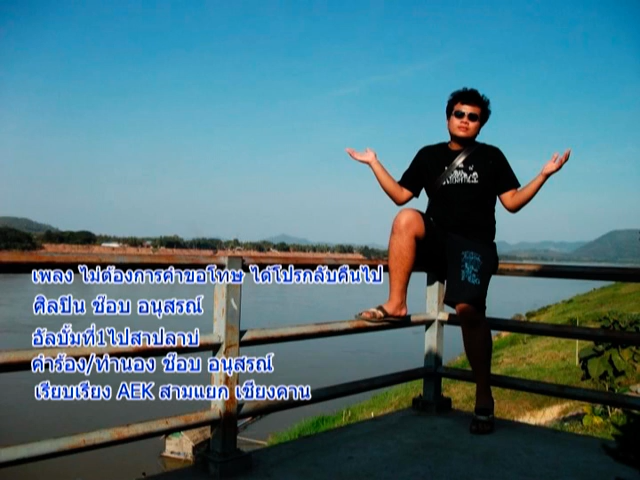 เพลง ไม่ต้องการคำขอโทษ ได้โปรกลับคืนไป
ศิลปิน ช๊อบ อนุสรณ์
อัลบั้มที่1ไปสาปลาบ่
คำร้อง/ทำนอง ช๊อบ อนุสรณ์
เรียบเรียง AEK สามแยก เชียงคาน